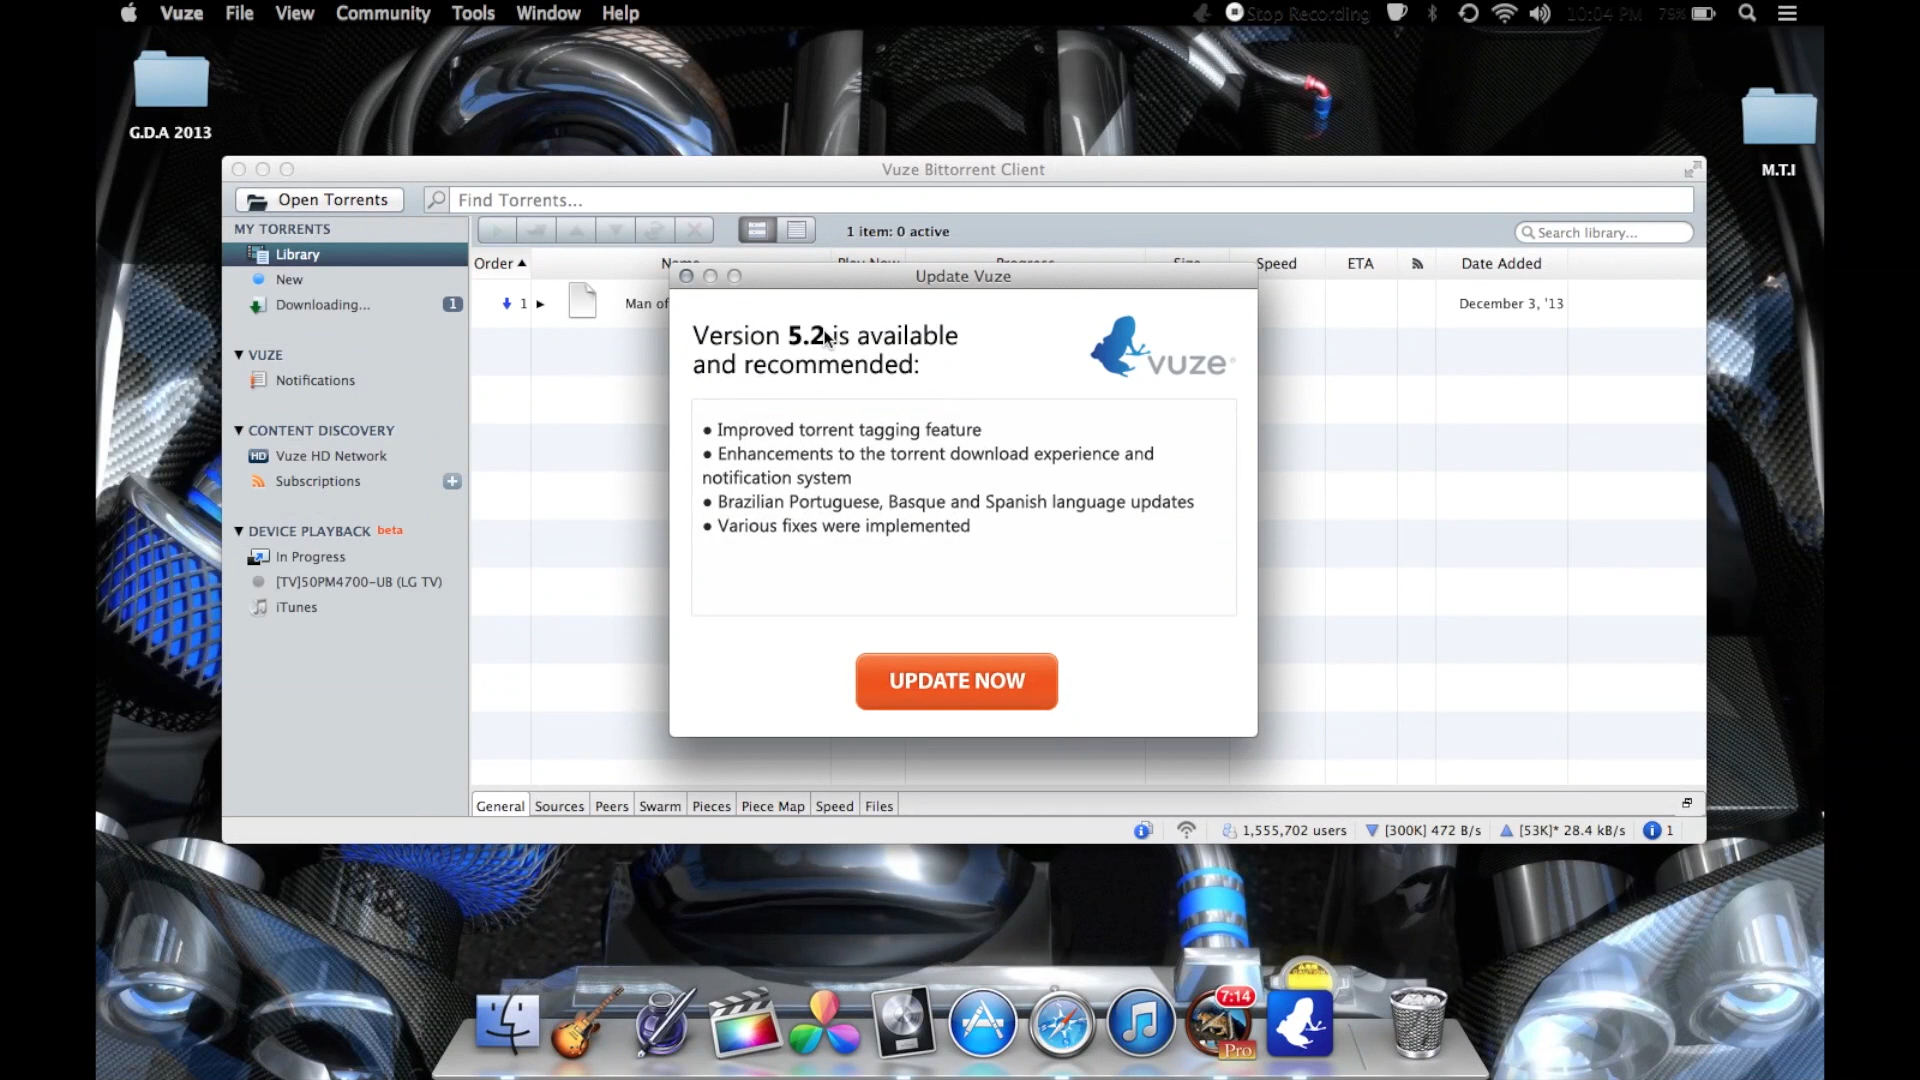 Vuze File View Community Tools Window Help Stop Recording 10:04 PM 79%
G.D.A 2013
M.T.I
Vuze Bittorrent Client
Open Torrents Find Torrents...
MY TORRENTS
1 item: 0 active Search library...
Library
New
Downloading... 1
VUZE
Notifications
CONTENT DISCOVERY
HD Vuze HD Network
Subscriptions
DEVICE PLAYBACK beta
In Progress
[TV]50PM4700-UB (LG TV)
iTunes
Order Speed ETA Date Added
1 Man of December 3, '13
Update Vuze
Version 5.2 is available
and recommended:
vuze
• Improved torrent tagging feature
• Enhancements to the torrent download experience and
notification system
• Brazilian Portuguese, Basque and Spanish language updates
• Various fixes were implemented
UPDATE NOW
General Sources Peers Swarm Pieces Piece Map Speed Files
1,555,702 users [300K] 472 B/s [53K]* 28.4 kB/s 1
7:14
Pro